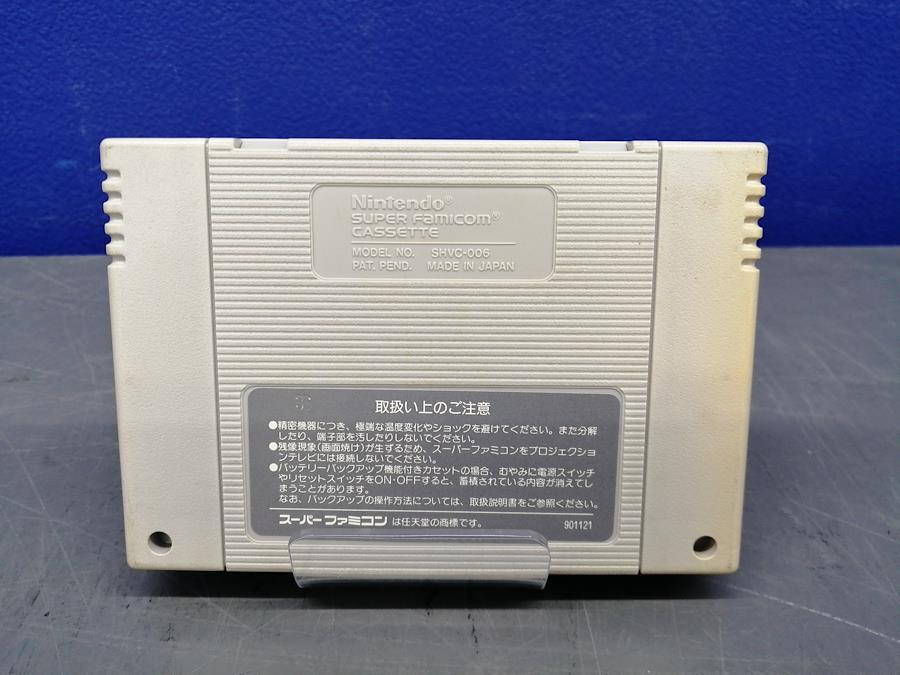 Nintendo®
SUPER FAMICOM®
CASSETTE
MODEL NO. SHVC-006
PAT. PEND. MADE IN JAPAN
取扱い上のご注意
●精密機器につき、極端な温度変化やショックを避けてください。また分解
したり、端子部を汚したりしないでください。
●残像現象(画面焼け)が生ずるため、スーパーファミコンをプロジェクショ
ンテレビには接続しないでください。
●バッテリーバックアップ機能付きカセットの場合、むやみに電源スイッチ
やリセットスイッチをON・OFFすると、蓄積されている内容が消えてし
まうことがあります。
なお、バックアップの操作方法については、取扱説明書をご参照ください。
スーパーファミコン は任天堂の商標です。 901121